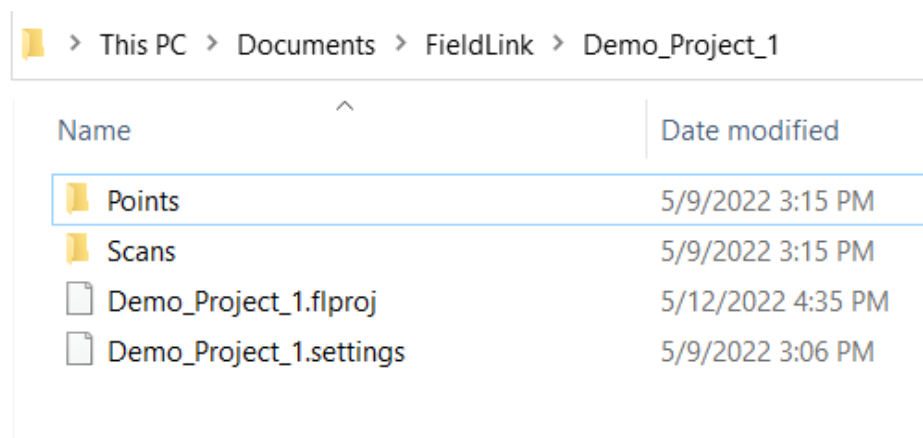 This PC > Documents > FieldLink > Demo_Project_1
Name Date modified
Points 5/9/2022 3:15 PM
Scans 5/9/2022 3:15 PM
Demo_Project_1.flproj 5/12/2022 4:35 PM
Demo_Project_1.settings 5/9/2022 3:06 PM